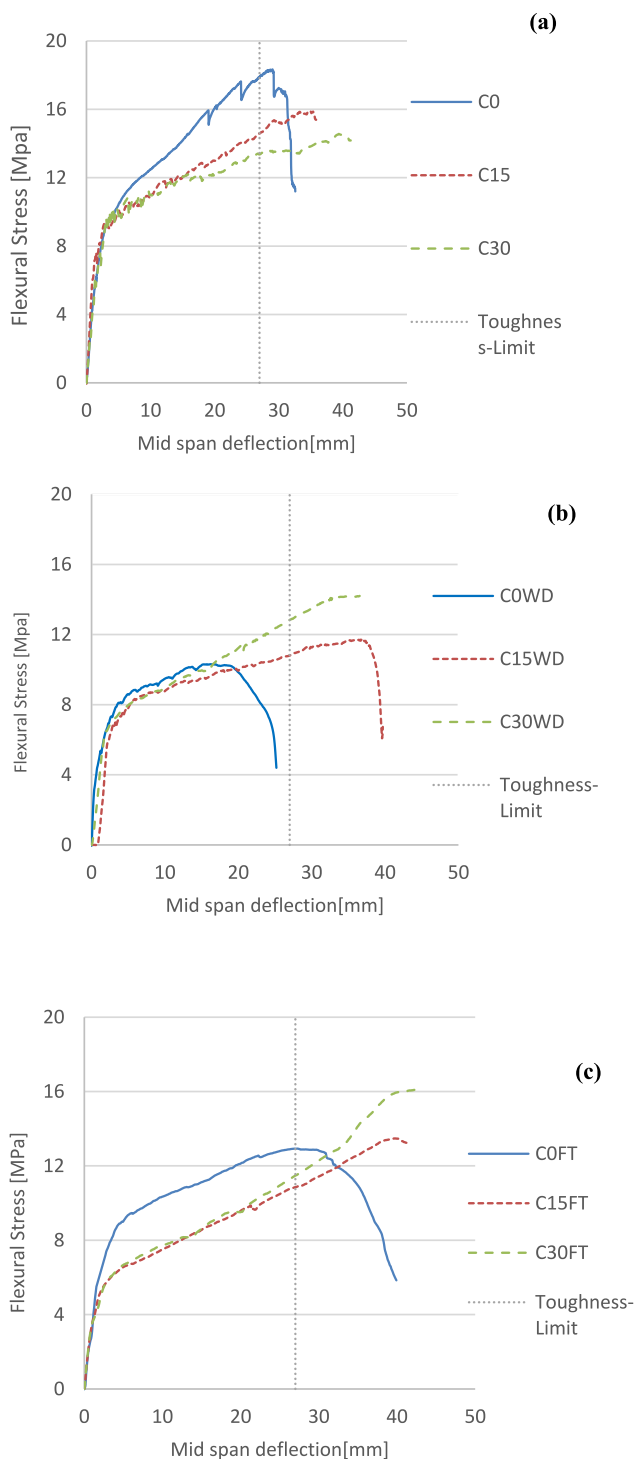 (a)
20
16
12
8
4
0
Flexural Stress [Mpa]
0 10 20 30 40 50
Mid span deflection[mm]
C0
C15
C30
Toughnes
s-Limit
(b)
20
16
12
8
4
0
Flexural Stress [Mpa]
0 10 20 30 40 50
Mid span deflection[mm]
C0WD
C15WD
C30WD
Toughness-
Limit
(c)
20
16
12
8
4
0
Flexural Stress [MPa]
0 10 20 30 40 50
Mid span deflection[mm]
C0FT
C15FT
C30FT
Toughness-
Limit